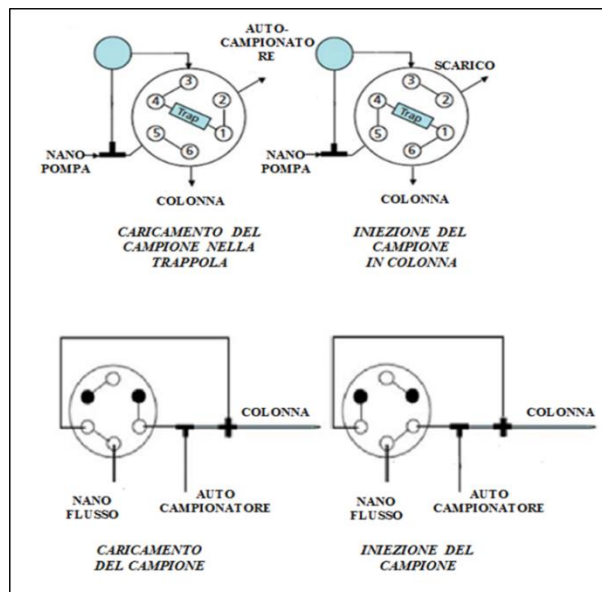 AUTO-
CAMPIONATO
RE
3
4
2
Trap
5
1
6
NANO
POMPA
COLONNA
CARICAMENTO DEL
CAMPIONE NELLA
TRAPPOLA
SCARICO
3
4
2
Trap
5
1
6
NANO
POMPA
COLONNA
INIEZIONE DEL
CAMPIONE
IN COLONNA
COLONNA
NANO
FLUSSO
AUTO
CAMPIONATORE
CARICAMENTO
DEL CAMPIONE
COLONNA
NANO
FLUSSO
AUTO
CAMPIONATORE
INIEZIONE DEL
CAMPIONE